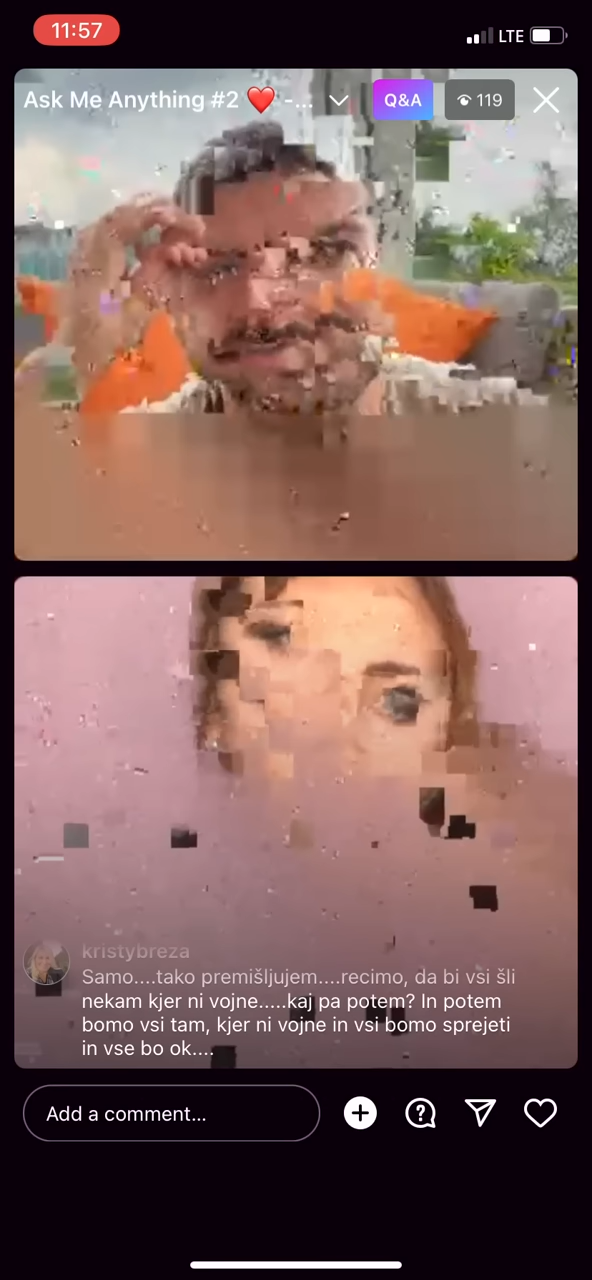 11:57
LTE
Ask Me Anything #2 ❤️ -...
Q&A
119
kristybreza
Samo....tako premišljujem....recimo, da bi vsi šli
nekam kjer ni vojne.....kaj pa potem? In potem
bomo vsi tam, kjer ni vojne in vsi bomo sprejeti
in vse bo ok....
Add a comment...